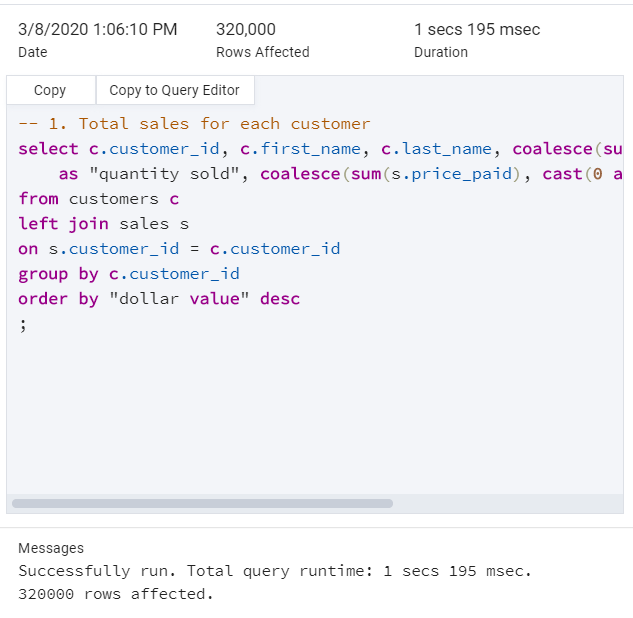 3/8/2020 1:06:10 PM 320,000 1 secs 195 msec
Date Rows Affected Duration
Copy Copy to Query Editor
-- 1. Total sales for each customer
select c.customer_id, c.first_name, c.last_name, coalesce(su
as "quantity sold", coalesce(sum(s.price_paid), cast(0 a
from customers c
left join sales s
on s.customer_id = c.customer_id
group by c.customer_id
order by "dollar value" desc
;
Messages
Successfully run. Total query runtime: 1 secs 195 msec.
320000 rows affected.